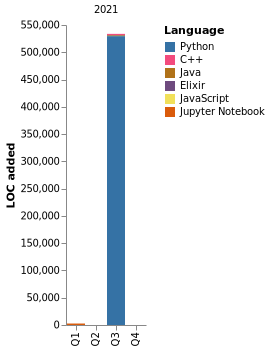 2021
Language
Python
C++
Java
Elixir
JavaScript
Jupyter Notebook
LOC added
550,000
500,000
450,000
400,000
350,000
300,000
250,000
200,000
150,000
100,000
50,000
0
Q1
Q2
Q3
Q4